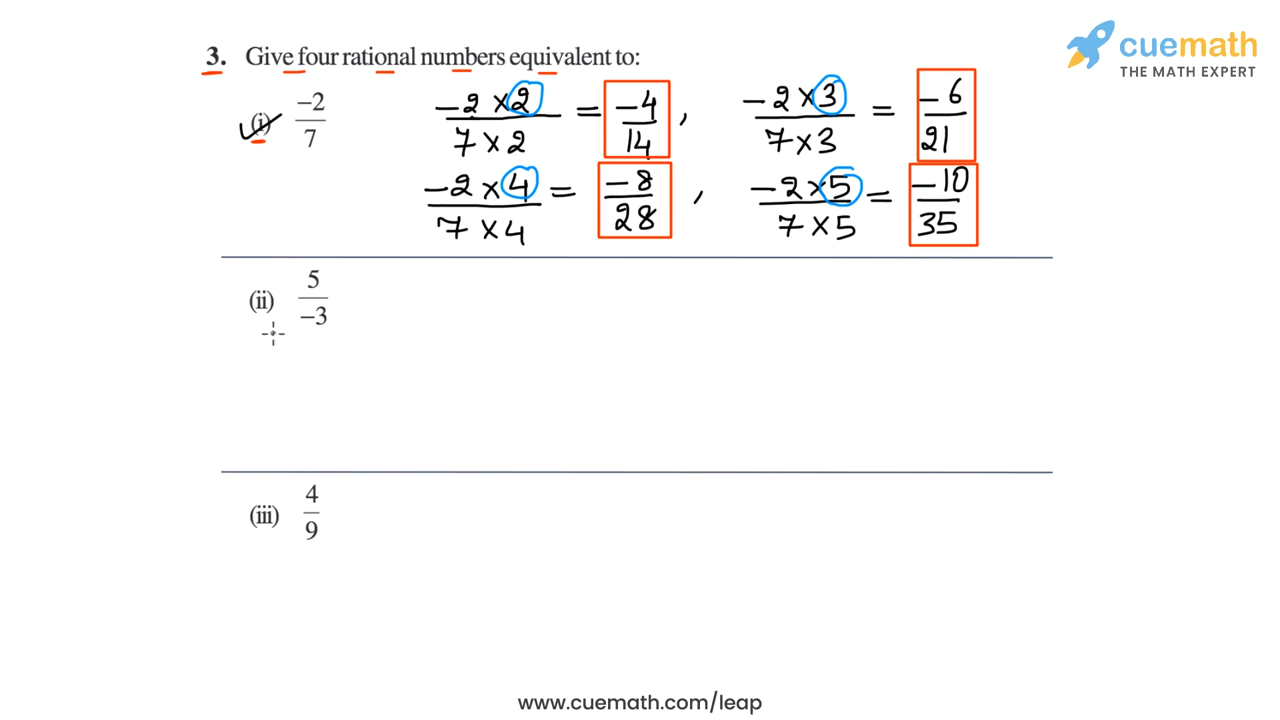 cuemath
THE MATH EXPERT
3. Give four rational numbers equivalent to:
(i) −2/7
−2 × 2 / 7 × 2 = −4/14 , −2 × 3 / 7 × 3 = −6/21
−2 × 4 / 7 × 4 = −8/28 , −2 × 5 / 7 × 5 = −10/35
(ii) 5/−3
(iii) 4/9
www.cuemath.com/leap